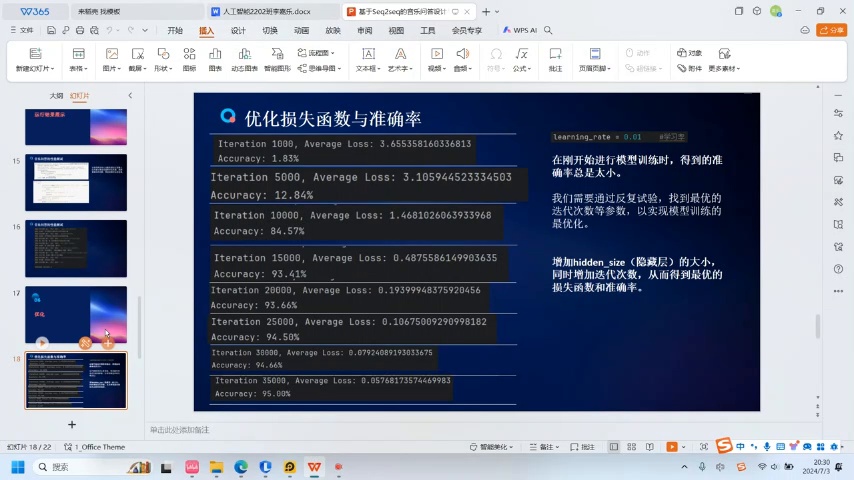 W365
来稿亮 找模板
人工智能2202班李嘉乐.docx
基于Seq2seq的音乐问答设计
文件
开始
插入
设计
切换
动画
放映
审阅
视图
工具
会员专享
WPS AI
分享
新建幻灯片
表格
图片
截屏
形状
图标
图表
动态图表
智能图形
流程图
思维导图
文本框
艺术字
视频
音频
符号
公式
批注
页眉页脚
动作
超链接
对象
附件
更多素材
大纲
幻灯片
15
16
17
优化
18
优化损失函数与准确率
Iteration 1000, Average Loss: 3.655358160336813
Accuracy: 1.83%
Iteration 5000, Average Loss: 3.105944523334503
Accuracy: 12.84%
Iteration 10000, Average Loss: 1.4681026063933968
Accuracy: 84.57%
Iteration 15000, Average Loss: 0.4875586149903635
Accuracy: 93.41%
Iteration 20000, Average Loss: 0.19399948375920456
Accuracy: 93.66%
Iteration 25000, Average Loss: 0.10675009290998182
Accuracy: 94.50%
Iteration 30000, Average Loss: 0.07924089193033675
Accuracy: 94.66%
Iteration 35000, Average Loss: 0.05768173574469983
Accuracy: 95.00%
learning_rate = 0.01 #学习率
在刚开始进行模型训练时，得到的准
确率总是太小。
我们需要通过反复试验，找到最优的
迭代次数等参数，以实现模型训练的
最优化。
增加hidden_size（隐藏层）的大小，
同时增加迭代次数，从而得到最优的
损失函数和准确率。
单击此处添加备注
幻灯片 18 / 22
1_Office Theme
智能美化
备注
批注
中
搜索
20:30
2024/7/3